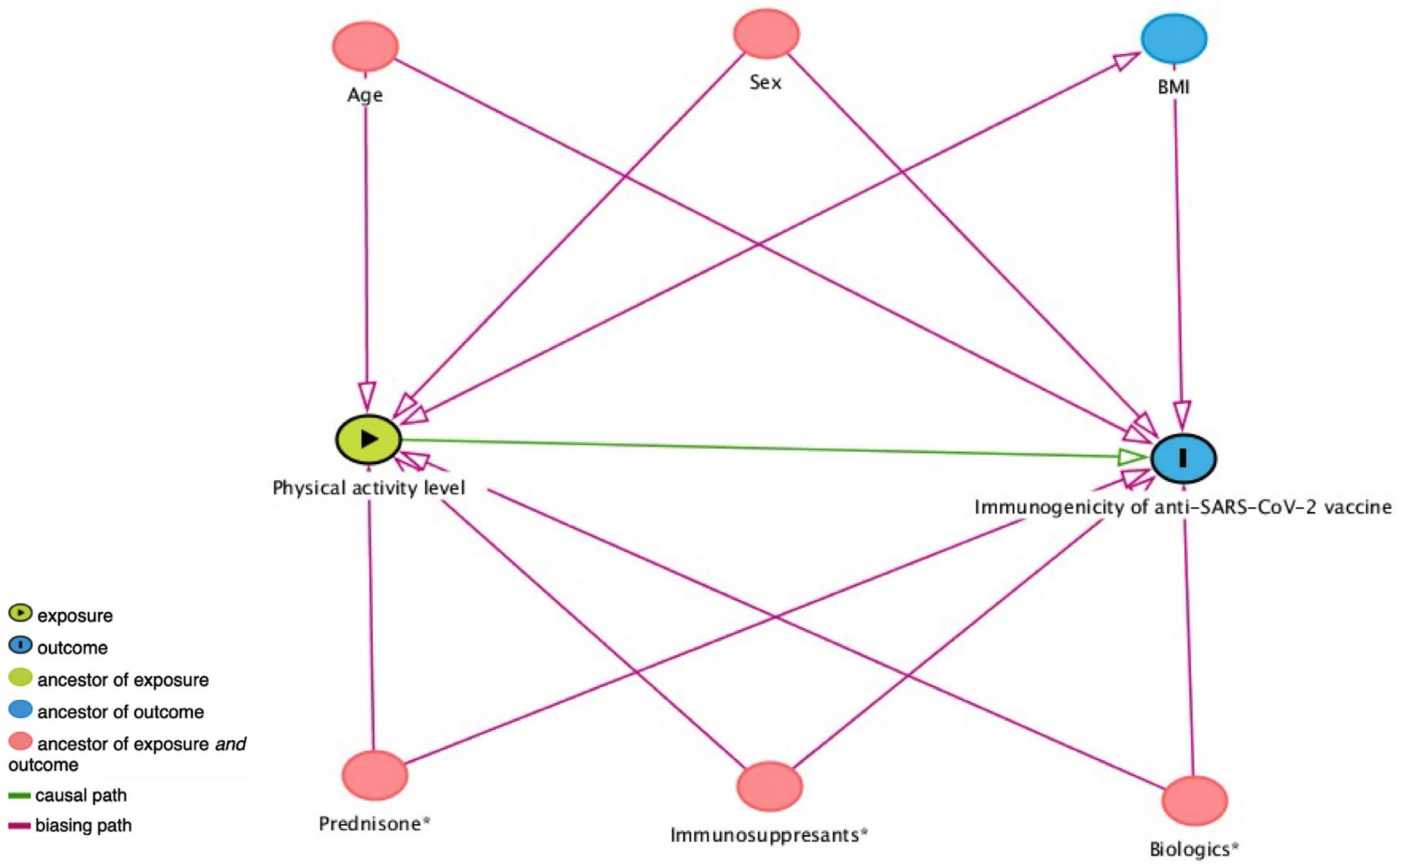 Age
Sex
BMI
Physical activity level
Immunogenicity of anti-SARS-CoV-2 vaccine
exposure
outcome
ancestor of exposure
ancestor of outcome
ancestor of exposure and
outcome
causal path
biasing path
Prednisone*
Immunosuppresants*
Biologics*